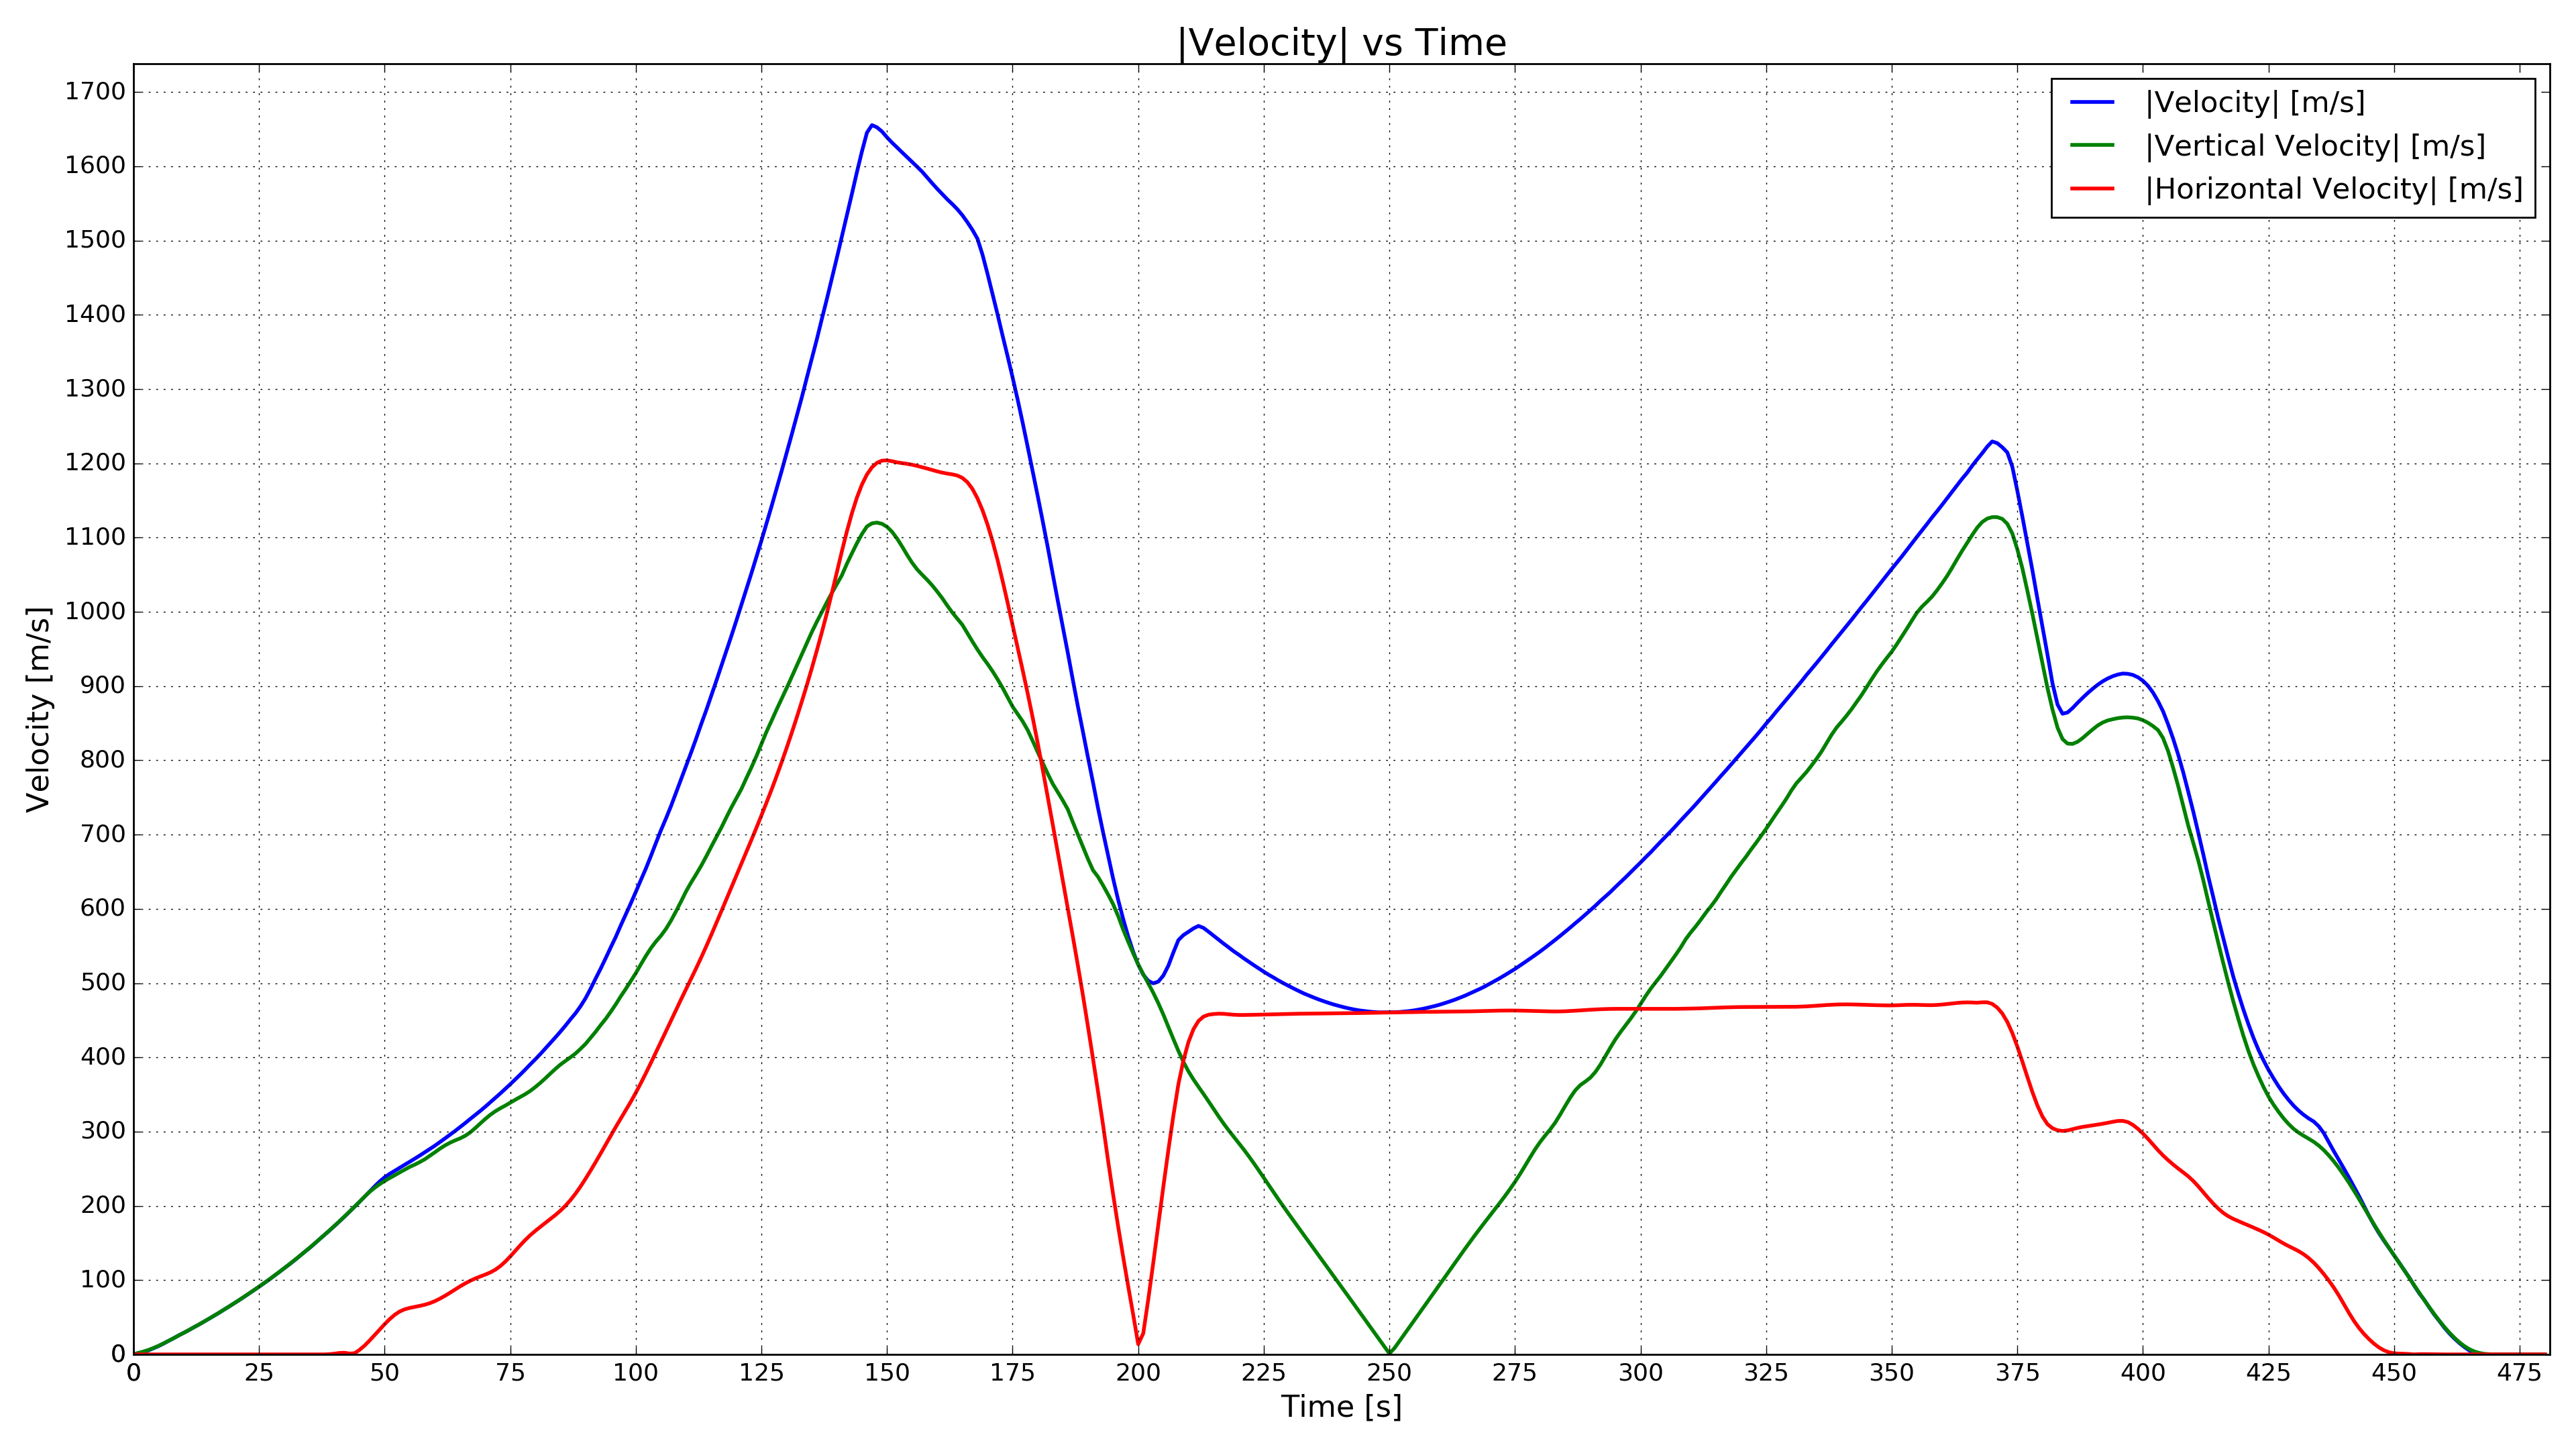 |Velocity| vs Time
|Velocity| [m/s]
|Vertical Velocity| [m/s]
|Horizontal Velocity| [m/s]
Velocity [m/s]
1700
1600
1500
1400
1300
1200
1100
1000
900
800
700
600
500
400
300
200
100
0
0 25 50 75 100 125 150 175 200 225 250 275 300 325 350 375 400 425 450 475
Time [s]